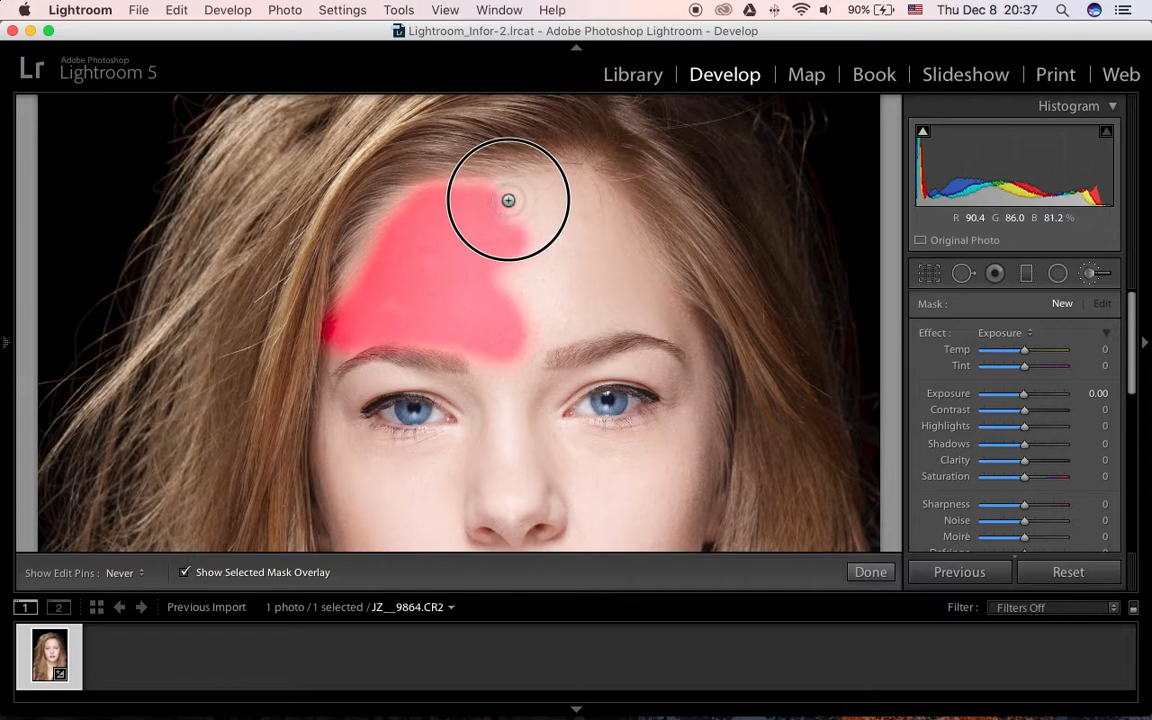 Lightroom File Edit Develop Photo Settings Tools View Window Help 90% Thu Dec 8 20:37
Lightroom_Infor-2.lrcat - Adobe Photoshop Lightroom - Develop
Lr Adobe Photoshop
Lightroom 5
Library | Develop | Map | Book | Slideshow | Print | Web
Histogram
R 90.4 G 86.0 B 81.2 %
Original Photo
Mask : New Edit
Effect : Exposure
Temp 0
Tint 0
Exposure 0.00
Contrast 0
Highlights 0
Shadows 0
Clarity 0
Saturation 0
Sharpness 0
Noise 0
Moiré 0
Defringe
Show Edit Pins : Never Show Selected Mask Overlay Done Previous Reset
1 2 Previous Import 1 photo / 1 selected / JZ__9864.CR2 Filter : Filters Off